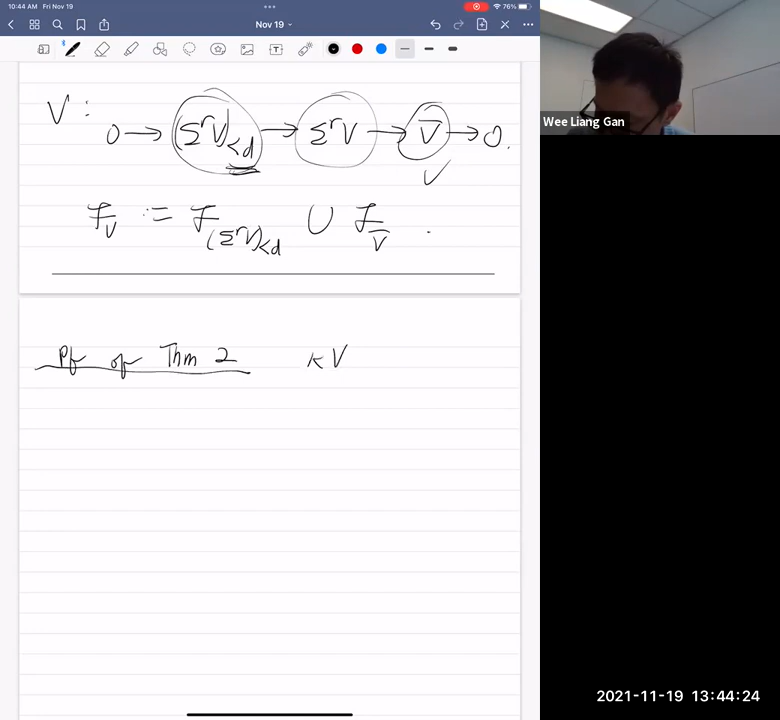 10:44 AM Fri Nov 19
76%
Nov 19
V :
0 → (Σ^r V)_{<d} → Σ^r V → V̄ → 0.
F_V := F_{(Σ^r V)_{<d}} ∪ F_{V̄} .
Pf of Thm 2 κV
Wee Liang Gan
2021-11-19 13:44:24